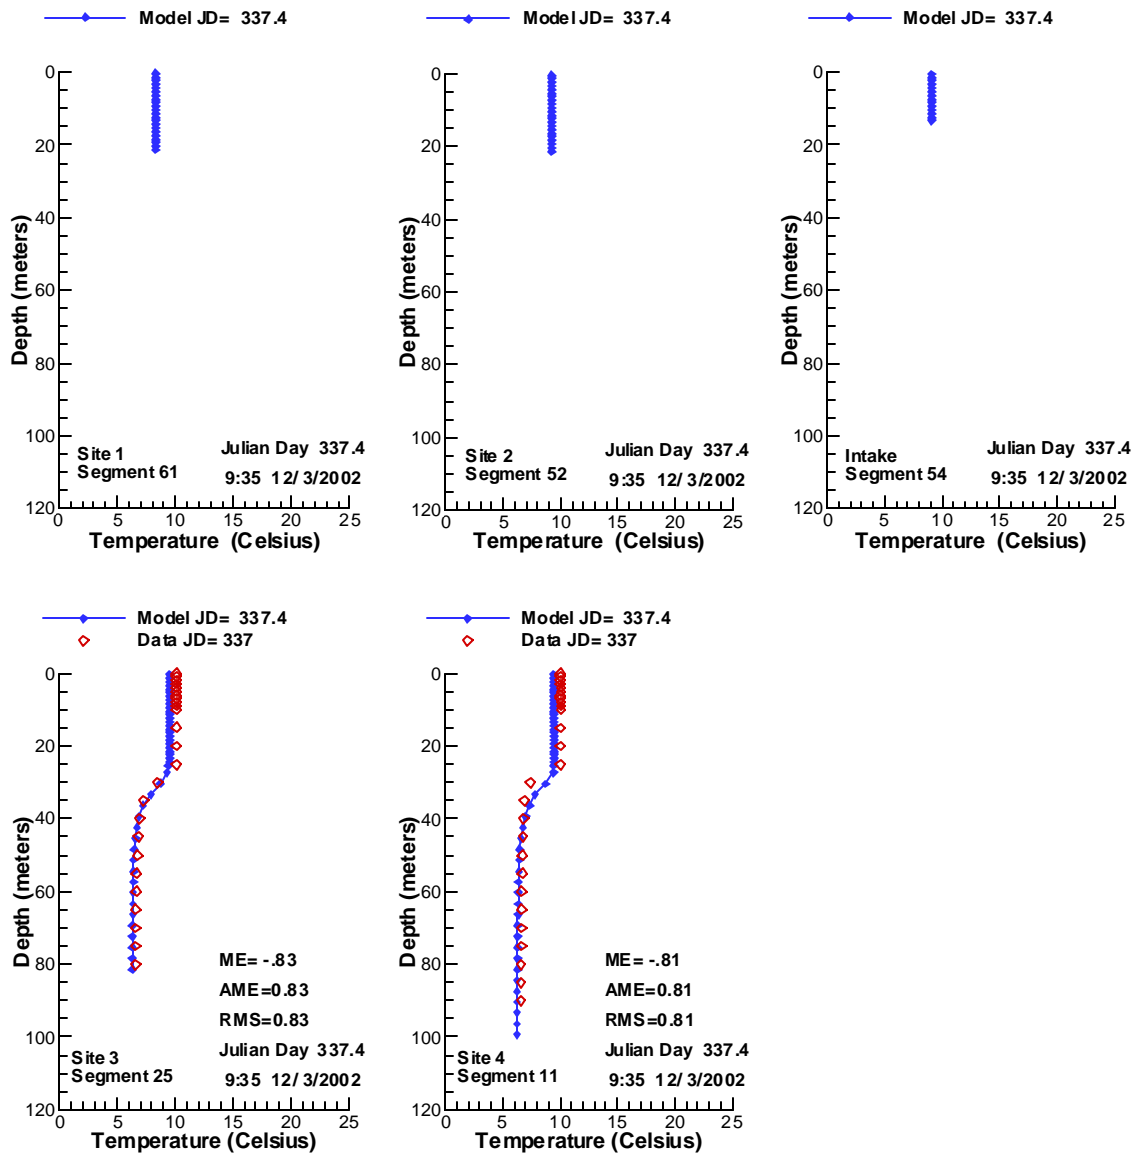 Model JD= 337.4
0
20
40
60
80
100
120
Depth (meters)
Site 1
Segment 61
Julian Day 337.4
9:35 12/ 3/2002
0 5 10 15 20 25
Temperature (Celsius)
Model JD= 337.4
0
20
40
60
80
100
120
Depth (meters)
Site 2
Segment 52
Julian Day 337.4
9:35 12/ 3/2002
0 5 10 15 20 25
Temperature (Celsius)
Model JD= 337.4
0
20
40
60
80
100
120
Depth (meters)
Intake
Segment 54
Julian Day 337.4
9:35 12/ 3/2002
0 5 10 15 20 25
Temperature (Celsius)
Model JD= 337.4
Data JD= 337
0
20
40
60
80
100
120
Depth (meters)
ME= -.83
AME=0.83
RMS=0.83
Site 3
Segment 25
Julian Day 337.4
9:35 12/ 3/2002
0 5 10 15 20 25
Temperature (Celsius)
Model JD= 337.4
Data JD= 337
0
20
40
60
80
100
120
Depth (meters)
ME= -.81
AME=0.81
RMS=0.81
Site 4
Segment 11
Julian Day 337.4
9:35 12/ 3/2002
0 5 10 15 20 25
Temperature (Celsius)